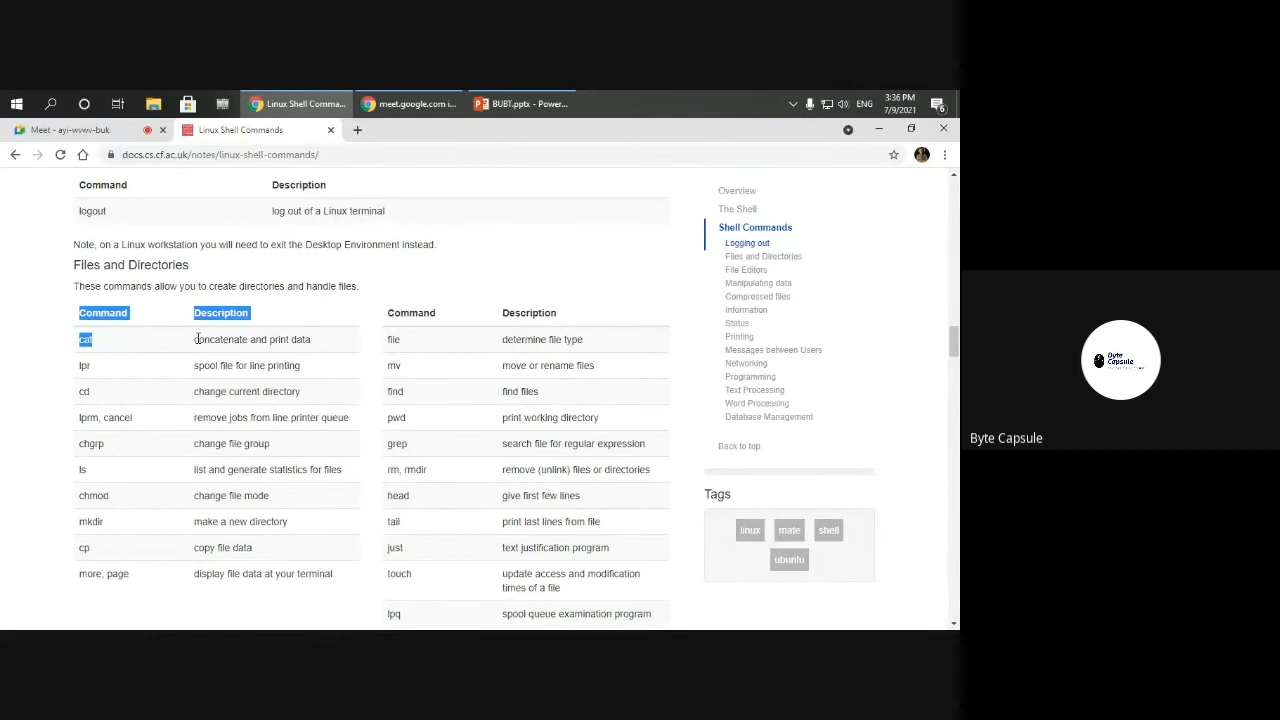 Linux Shell Comma...
meet.google.com i...
BUBT.pptx - Power...
ENG
3:36 PM
7/9/2021
6
Meet - ayi-wvwv-buk
Linux Shell Commands
docs.cs.cf.ac.uk/notes/linux-shell-commands/
Command Description
logout log out of a Linux terminal
Note, on a Linux workstation you will need to exit the Desktop Environment instead.
Files and Directories
These commands allow you to create directories and handle files.
Command Description
cat concatenate and print data
lpr spool file for line printing
cd change current directory
lprm, cancel remove jobs from line printer queue
chgrp change file group
ls list and generate statistics for files
chmod change file mode
mkdir make a new directory
cp copy file data
more, page display file data at your terminal
Command Description
file determine file type
mv move or rename files
find find files
pwd print working directory
grep search file for regular expression
rm, rmdir remove (unlink) files or directories
head give first few lines
tail print last lines from file
just text justification program
touch update access and modification
times of a file
lpq spool queue examination program
Overview
The Shell
Shell Commands
Logging out
Files and Directories
File Editors
Manipulating data
Compressed files
Information
Status
Printing
Messages between Users
Networking
Programming
Text Processing
Word Processing
Database Management
Back to top
Tags
linux
mate
shell
ubuntu
Byte
Capsule
Byte Capsule